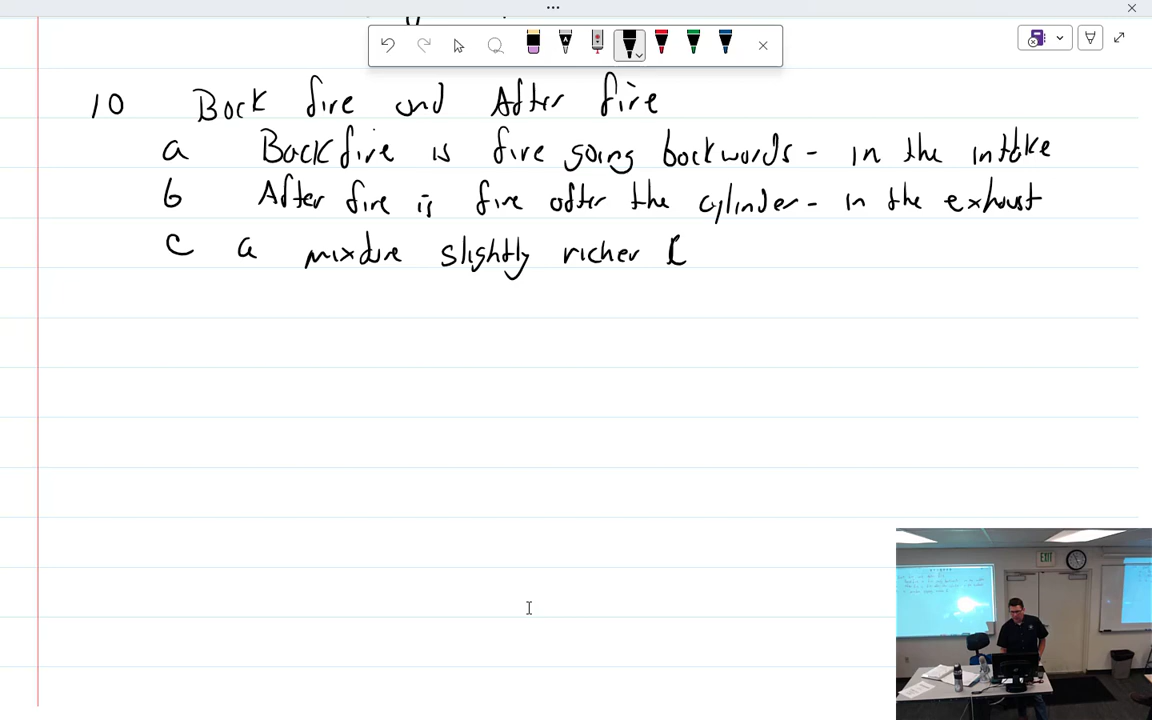 10 Back fire and After fire
a Backfire is fire going backwards - in the intake
b After fire is fire after the cylinder - in the exhaust
c a mixture slightly richer
EXIT